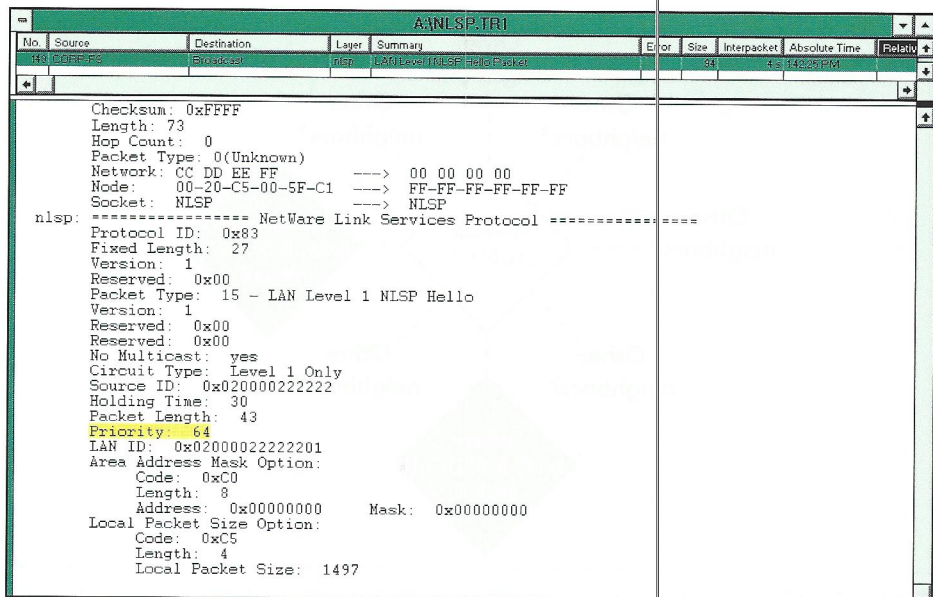 A:\NLSP.TR1
No. Source Destination Layer Summary Error Size Interpacket Absolute Time Relativ
149 CORP-FS Broadcast nlsp LAN Level 1 NLSP Hello Packet 94 4 s 1:42:25 PM
Checksum: 0xFFFF
Length: 73
Hop Count: 0
Packet Type: 0(Unknown)
Network: CC DD EE FF ---> 00 00 00 00
Node: 00-20-C5-00-5F-C1 ---> FF-FF-FF-FF-FF-FF
Socket: NLSP ---> NLSP
nlsp: ================== NetWare Link Services Protocol =================
Protocol ID: 0x83
Fixed Length: 27
Version: 1
Reserved: 0x00
Packet Type: 15 - LAN Level 1 NLSP Hello
Version: 1
Reserved: 0x00
Reserved: 0x00
No Multicast: yes
Circuit Type: Level 1 Only
Source ID: 0x020000222222
Holding Time: 30
Packet Length: 43
Priority: 64
LAN ID: 0x02000022222201
Area Address Mask Option:
Code: 0xC0
Length: 8
Address: 0x00000000 Mask: 0x00000000
Local Packet Size Option:
Code: 0xC5
Length: 4
Local Packet Size: 1497